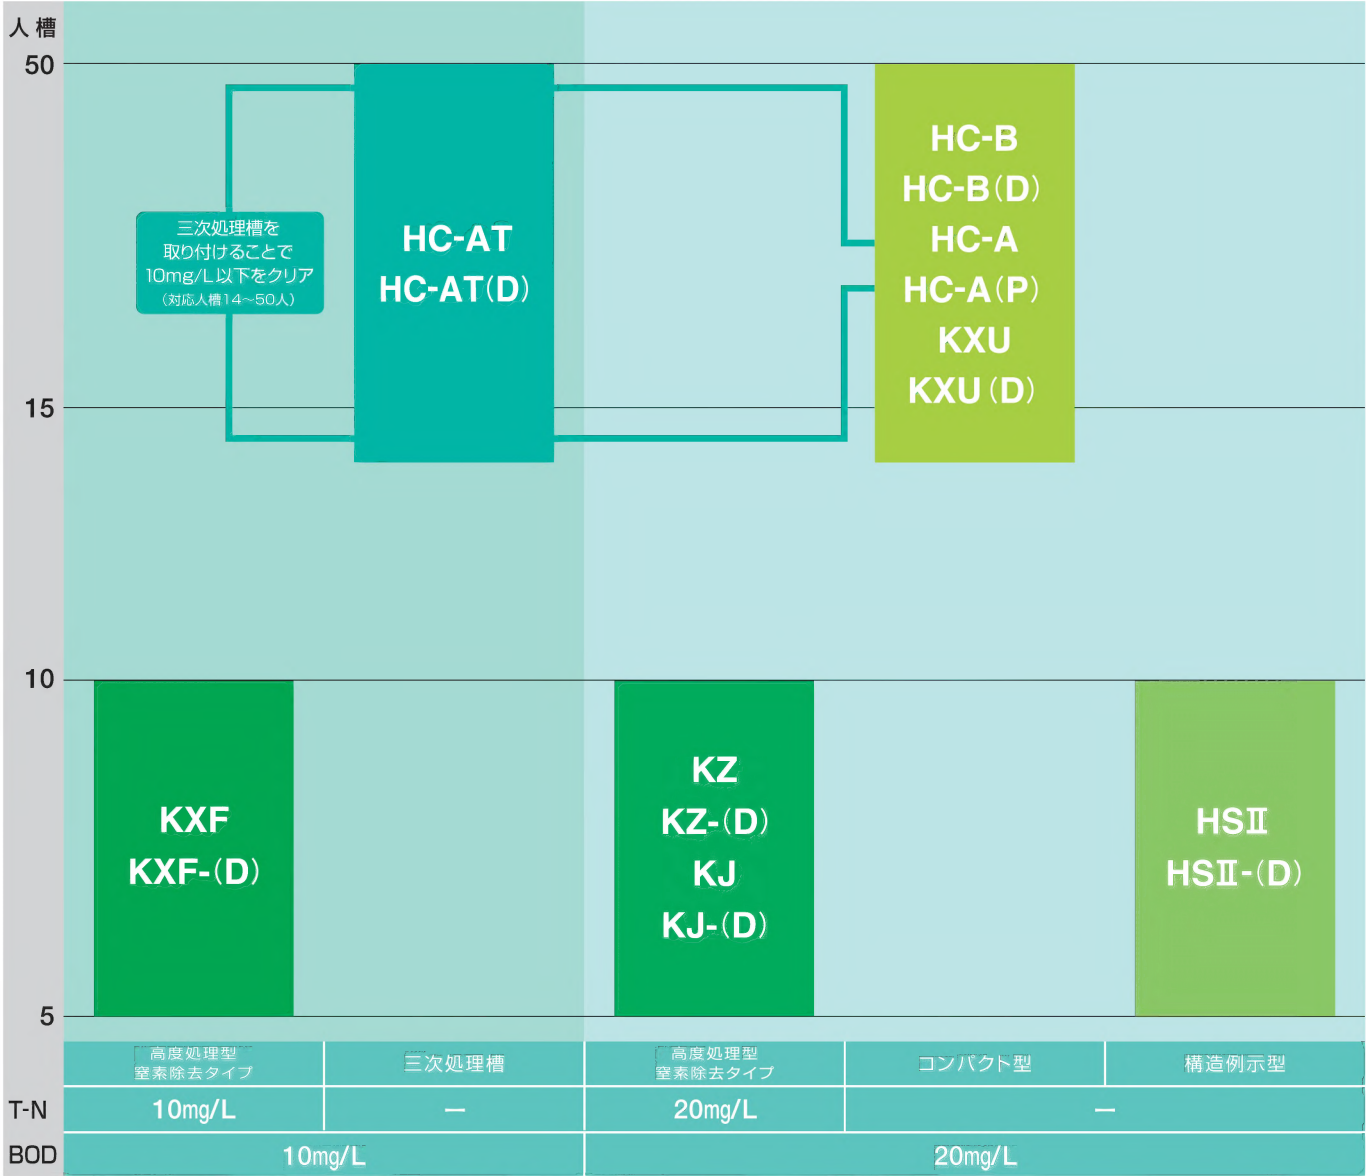 人槽
50
15
10
5
三次処理槽を
取り付けることで
10mg/L以下をクリア
（対応人槽14～50人）
HC-AT
HC-AT(D)
HC-B
HC-B(D)
HC-A
HC-A(P)
KXU
KXU(D)
KXF
KXF-(D)
KZ
KZ-(D)
KJ
KJ-(D)
HSⅡ
HSⅡ-(D)
高度処理型
窒素除去タイプ
三次処理槽
高度処理型
窒素除去タイプ
コンパクト型
構造例示型
T-N
10mg/L
—
20mg/L
—
BOD
10mg/L
20mg/L